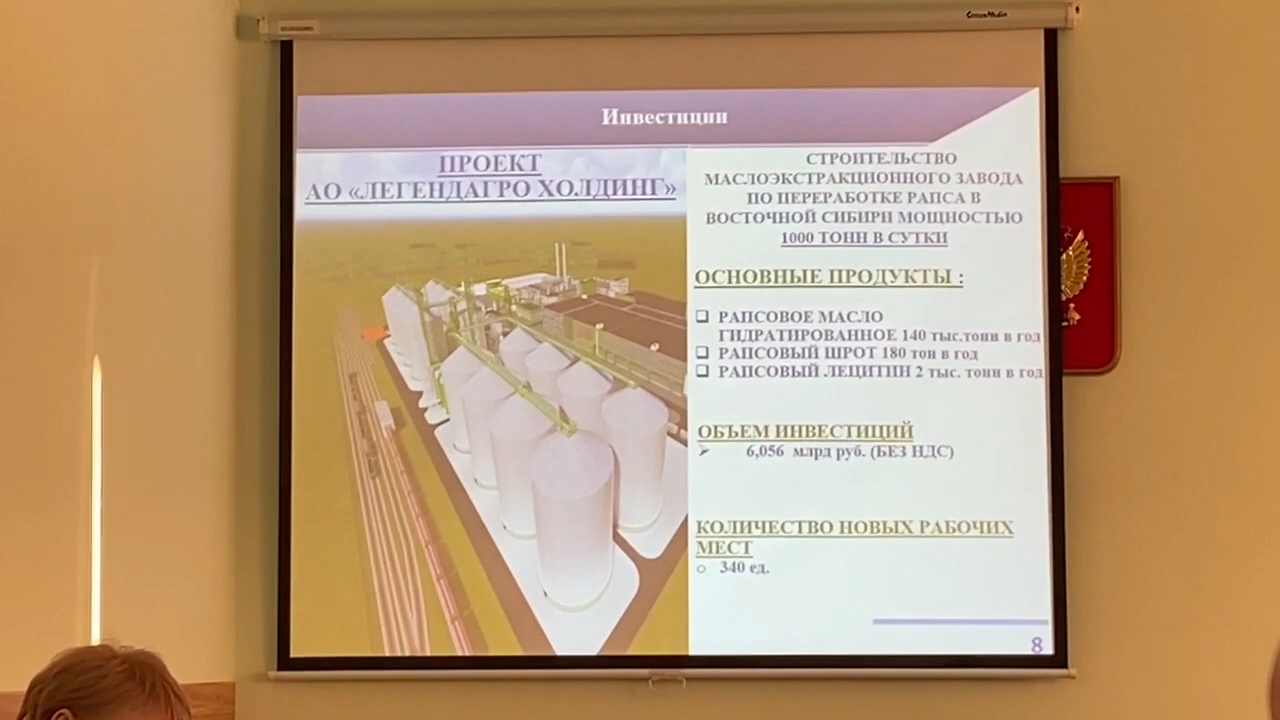 ScreenMedia
Инвестиции
ПРОЕКТ
АО «ЛЕГЕНДАГРО ХОЛДИНГ»
СТРОИТЕЛЬСТВО
МАСЛОЭКСТРАКЦИОННОГО ЗАВОДА
ПО ПЕРЕРАБОТКЕ РАПСА В
ВОСТОЧНОЙ СИБИРИ МОЩНОСТЬЮ
1000 ТОНН В СУТКИ
ОСНОВНЫЕ ПРОДУКТЫ :
РАПСОВОЕ МАСЛО
ГИДРАТИРОВАННОЕ 140 тыс.тонн в год
РАПСОВЫЙ ШРОТ 180 тон в год
РАПСОВЫЙ ЛЕЦИТИН 2 тыс. тонн в год
ОБЪЕМ ИНВЕСТИЦИЙ
6,056 млрд руб. (БЕЗ НДС)
КОЛИЧЕСТВО НОВЫХ РАБОЧИХ
МЕСТ
340 ед.
8